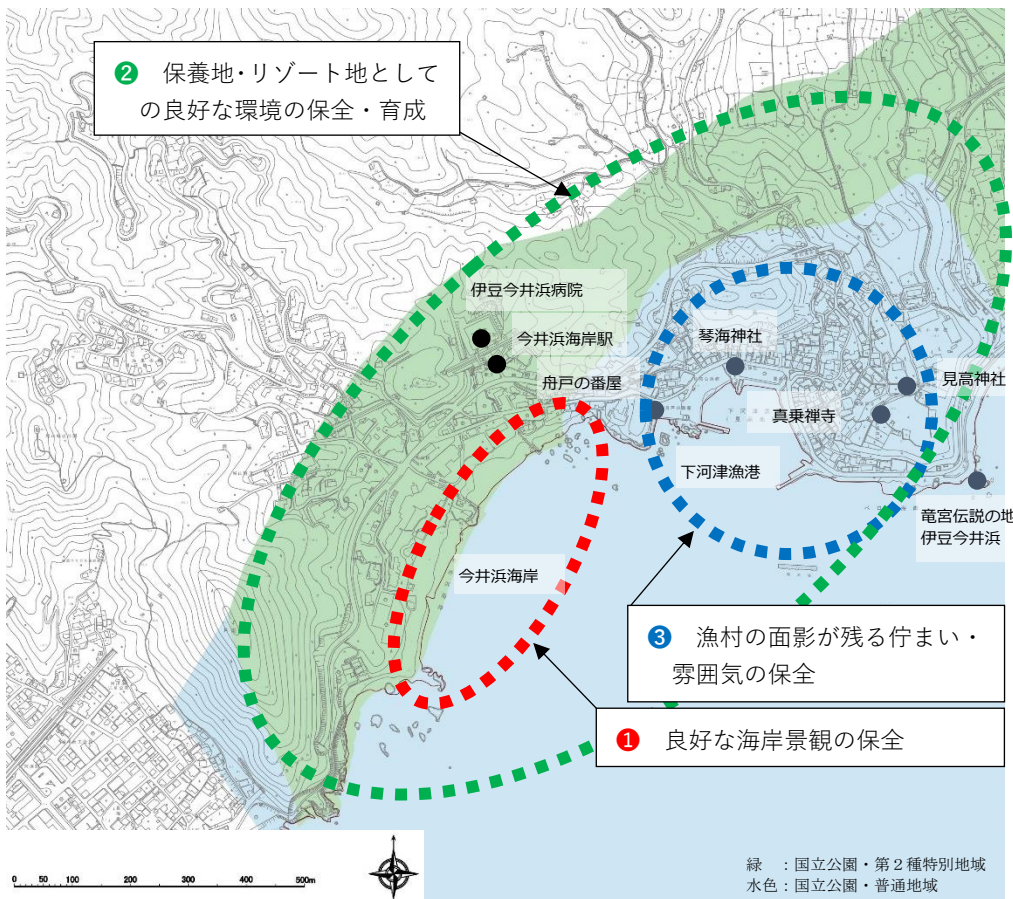 ❷ 保養地・リゾート地として
の良好な環境の保全・育成
伊豆今井浜病院
今井浜海岸駅
舟戸の番屋
琴海神社
見高神社
真乗禅寺
下河津漁港
竜宮伝説の地
伊豆今井浜
今井浜海岸
❸ 漁村の面影が残る佇まい・
雰囲気の保全
❶ 良好な海岸景観の保全
緑 :国立公園・第2種特別地域
水色:国立公園・普通地域
0 50 100 200 300 400 500m